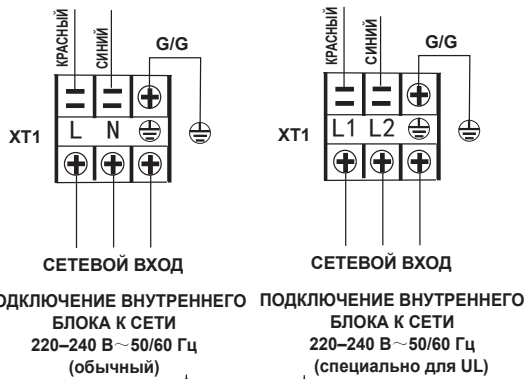 КРАСНЫЙ
СИНИЙ
G/G
XT1
L N
СЕТЕВОЙ ВХОД
ОДКЛЮЧЕНИЕ ВНУТРЕННЕГО
БЛОКА К СЕТИ
220–240 В～50/60 Гц
(обычный)
КРАСНЫЙ
СИНИЙ
G/G
XT1
L1 L2
СЕТЕВОЙ ВХОД
ПОДКЛЮЧЕНИЕ ВНУТРЕННЕГО
БЛОКА К СЕТИ
220–240 В～50/60 Гц
(специально для UL)